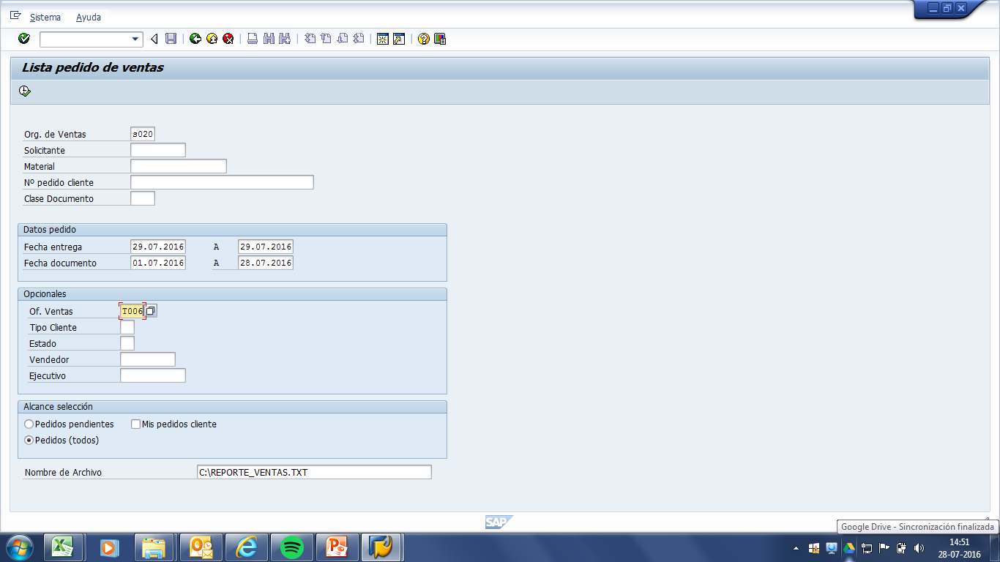 Sistema Ayuda
Lista pedido de ventas
Org. de Ventas s020
Solicitante
Material
Nº pedido cliente
Clase Documento
Datos pedido
Fecha entrega 29.07.2016 A 29.07.2016
Fecha documento 01.07.2016 A 28.07.2016
Opcionales
Of. Ventas T006
Tipo Cliente
Estado
Vendedor
Ejecutivo
Alcance selección
Pedidos pendientes Mis pedidos cliente
Pedidos (todos)
Nombre de Archivo C:\REPORTE_VENTAS.TXT
SAP
Google Drive - Sincronización finalizada
14:51
28-07-2016